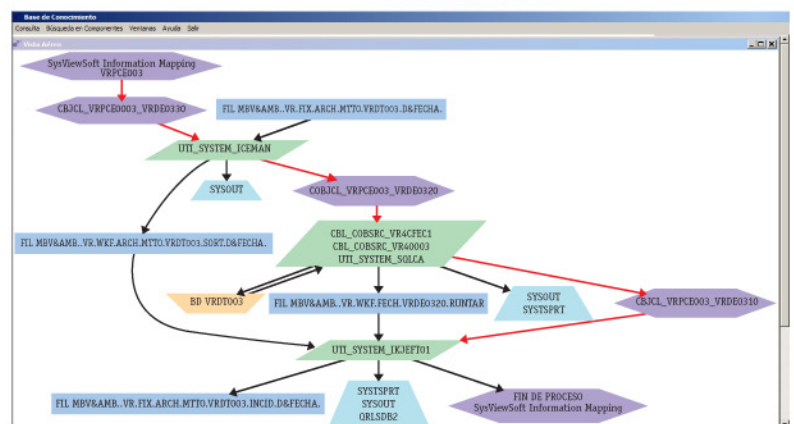 Base de Conocimiento
Consulta Búsqueda en Componentes Ventanas Ayuda Salir
Vista Aérea
SysViewSoft Information Mapping
VRPCE003
CBJCL_VRPCE0003_VRDE0330
FIL MBV&AMB..VR.FIX.ARCH.MTTO.VRDT003.D&FECHA.
UTI_SYSTEM_ICEMAN
SYSOUT
COBJCL_VRPCE003_VRDE0320
FIL MBV&AMB..VR.WKF.ARCH.MTTO.VRDT003.SORT.D&FECHA.
CBL_COBSRC_VR4CFEC1
CBL_COBSRC_VR40003
UTI_SYSTEM_SQLCA
BD VRDT003
FIL MBV&AMB..VR.WKF.FECH.VRDE0320.RUNTAR
SYSOUT
SYSTSPRT
CBJCL_VRPCE003_VRDE0310
UTI_SYSTEM_IKJEFT01
FIL MBV&AMB..VR.FIX.ARCH.MTTO.VRDT003.INCID.D&FECHA.
SYSTSPRT
SYSOUT
QRLSDB2
FIN DE PROCESO
SysViewSoft Information Mapping